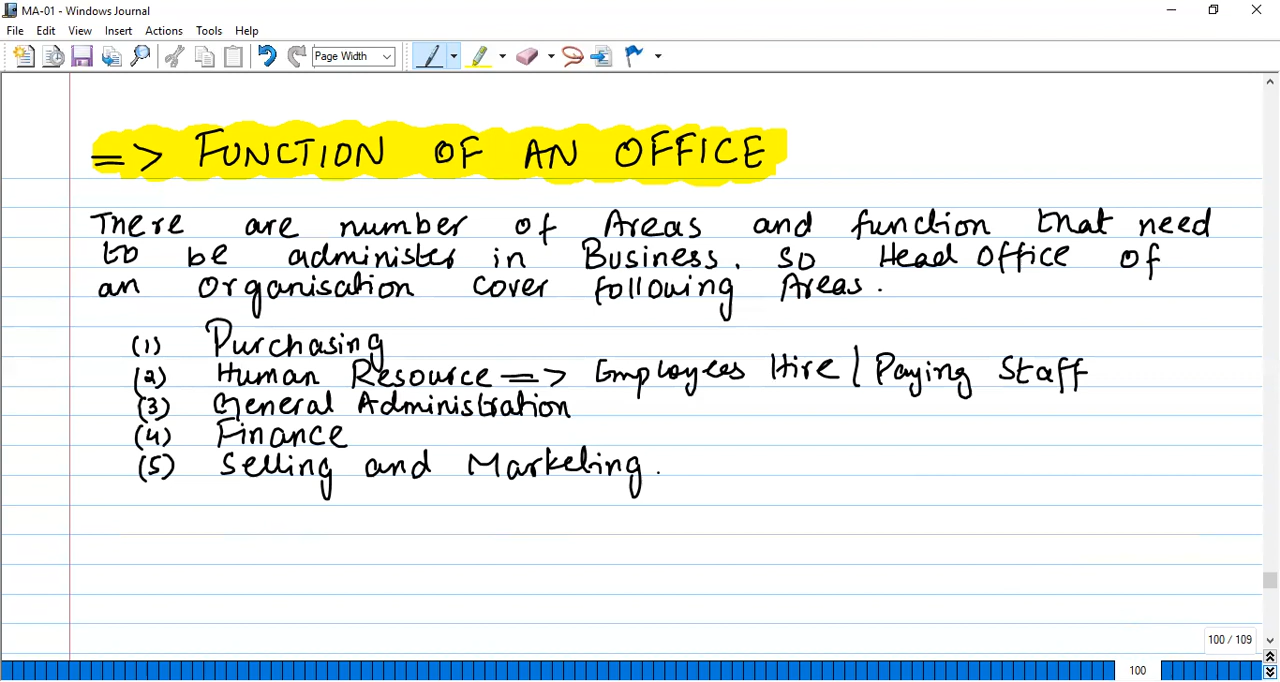 MA-01 - Windows Journal
File Edit View Insert Actions Tools Help
Page Width
=> FUNCTION OF AN OFFICE
There are number of Areas and function that need
to be administer in Business. so Head Office of
an Organisation cover following Areas.
(1) Purchasing
(2) Human Resource => Employees Hire / Paying Staff
(3) General Administration
(4) Finance
(5) Selling and Marketing.
100 / 109
100